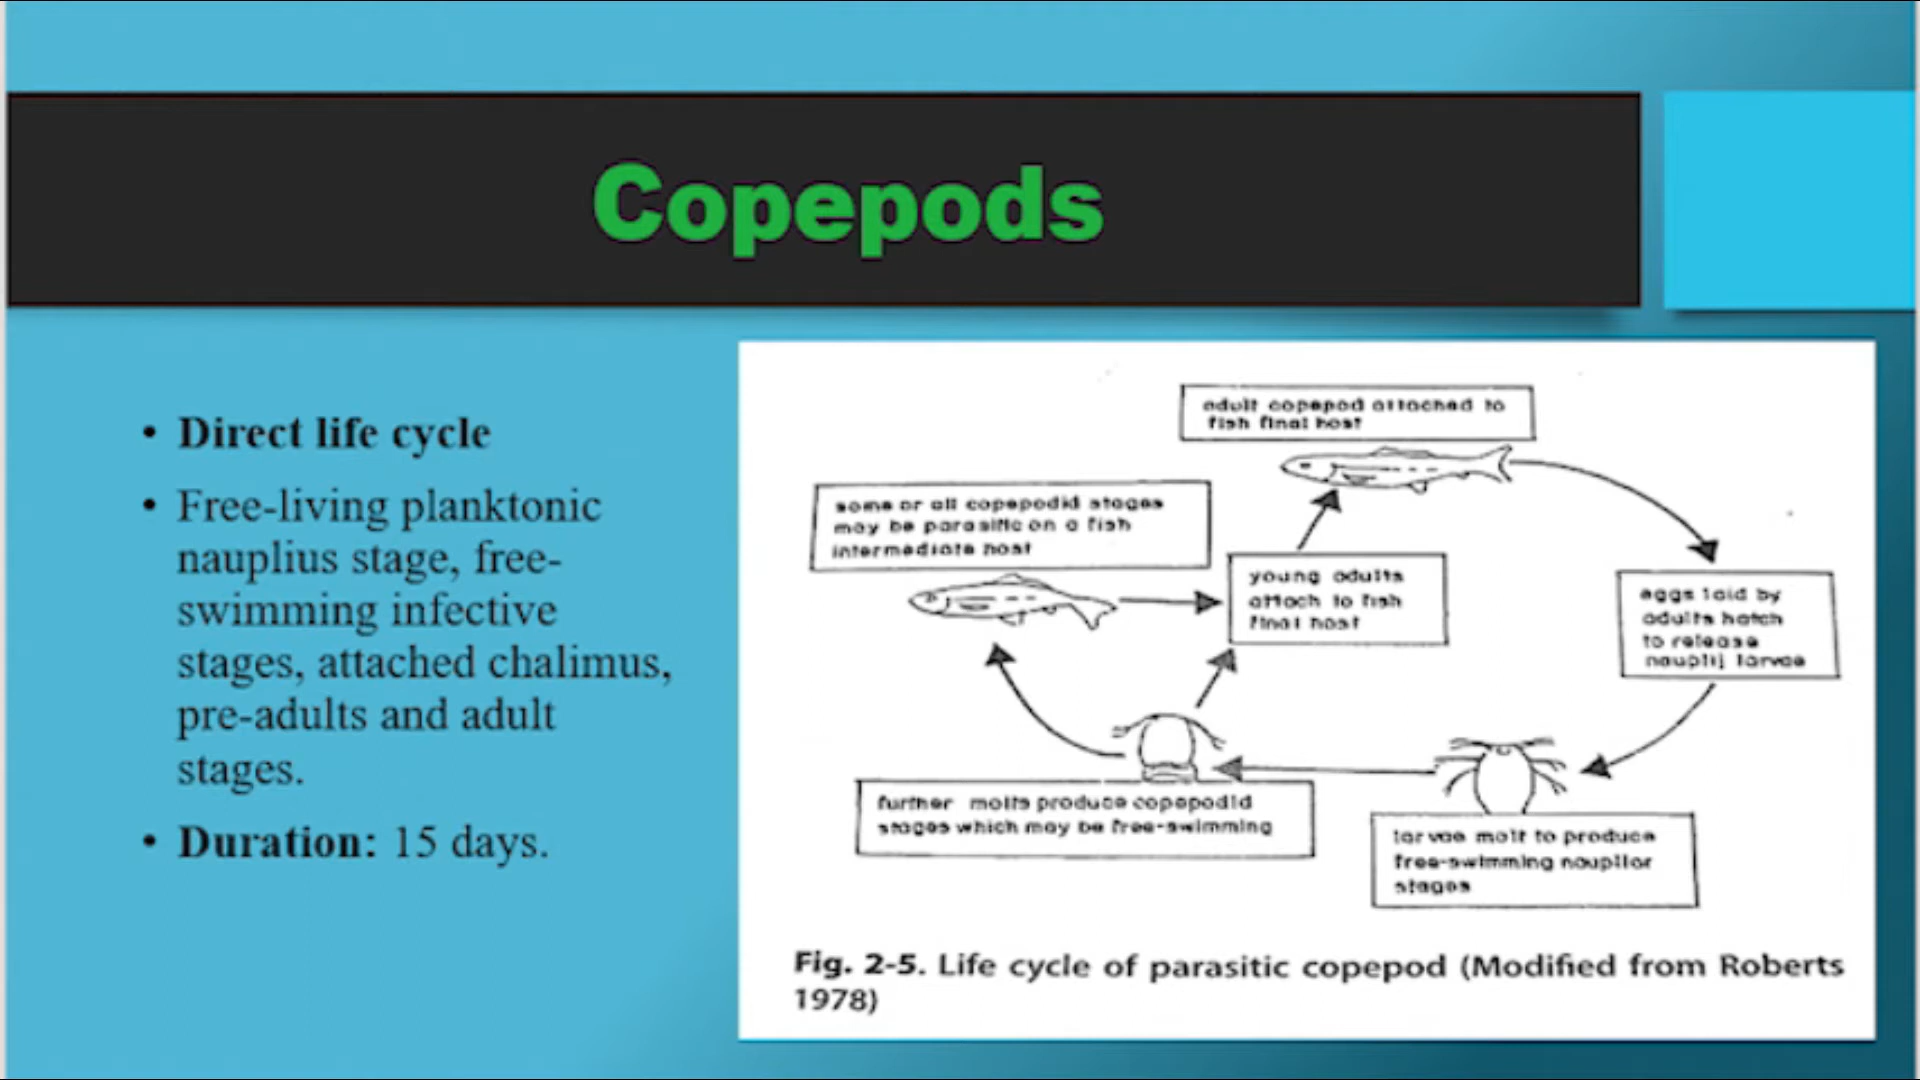 Copepods
• Direct life cycle
• Free-living planktonic
nauplius stage, free-
swimming infective
stages, attached chalimus,
pre-adults and adult
stages.
• Duration: 15 days.
adult copepod attached to
fish final host
some or all copepodid stages
may be parasitic on a fish
intermediate host
young adults
attach to fish
final host
eggs laid by
adults hatch
to release
nauplii larvae
further molts produce copepodid
stages which may be free-swimming
larvae molt to produce
free-swimming nauplior
stages
Fig. 2-5. Life cycle of parasitic copepod (Modified from Roberts
1978)